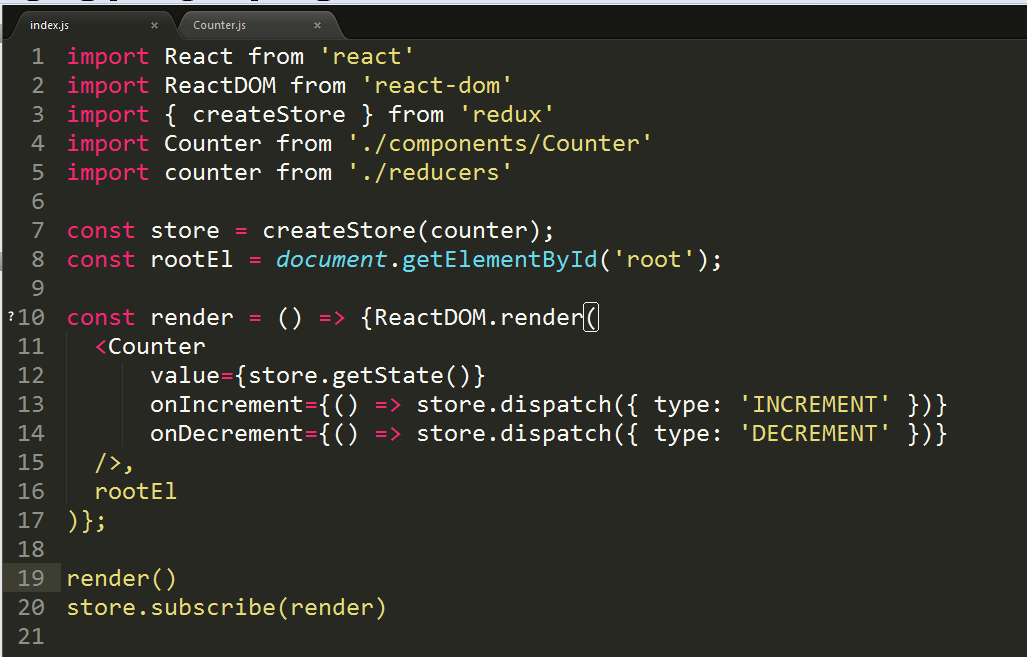 index.js × Counter.js ×
1 import React from 'react'
2 import ReactDOM from 'react-dom'
3 import { createStore } from 'redux'
4 import Counter from './components/Counter'
5 import counter from './reducers'
6
7 const store = createStore(counter);
8 const rootEl = document.getElementById('root');
9
?10 const render = () => {ReactDOM.render(
11   <Counter
12       value={store.getState()}
13       onIncrement={() => store.dispatch({ type: 'INCREMENT' })}
14       onDecrement={() => store.dispatch({ type: 'DECREMENT' })}
15   />,
16   rootEl
17 )};
18
19 render()
20 store.subscribe(render)
21